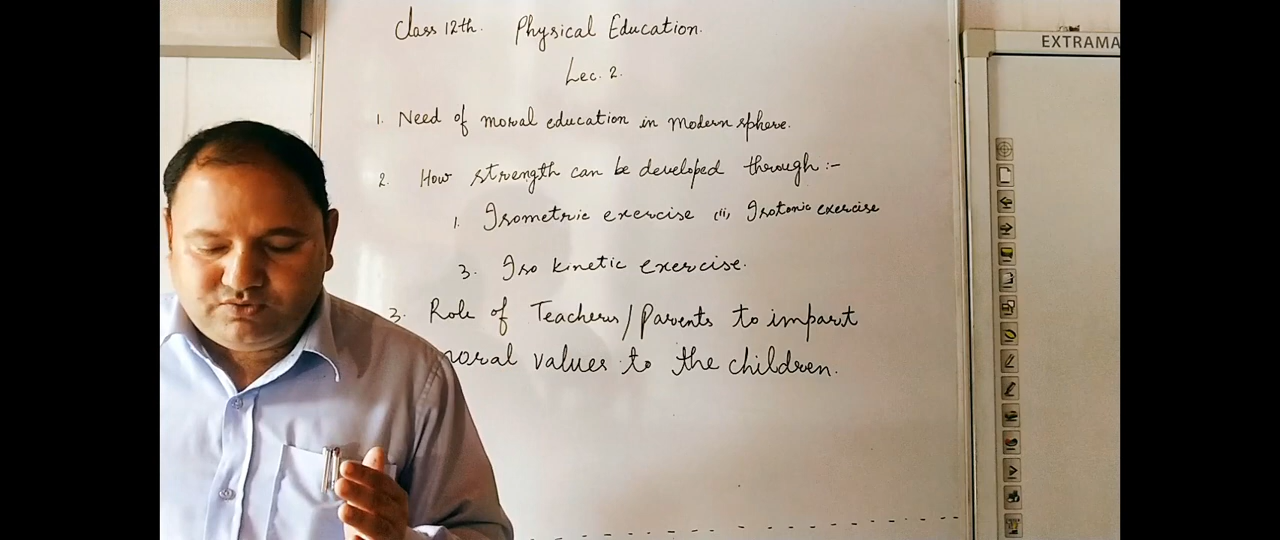 Class 12th. Physical Education.
Lec. 2.
1. Need of moral education in modern sphere.
2. How strength can be developed through :-
1. Isometric exercise (ii) Isotonic exercise
3. Iso kinetic exercise.
3. Role of Teachers/Parents to impart
moral values to the children.
EXTRAMA